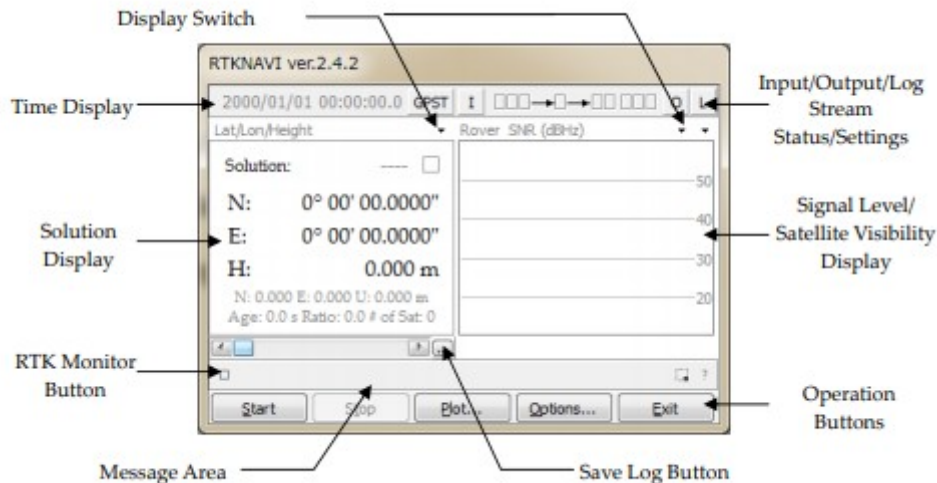 Display Switch
RTKNAVI ver.2.4.2
Time Display
2000/01/01 00:00:00.0 GPST I O L
Input/Output/Log
Stream
Status/Settings
Lat/Lon/Height
Rover SNR (dBHz)
Solution: ----
N: 0° 00' 00.0000"
E: 0° 00' 00.0000"
H: 0.000 m
N: 0.000 E: 0.000 U: 0.000 m
Age: 0.0 s Ratio: 0.0 # of Sat: 0
50
40
30
20
Solution
Display
Signal Level/
Satellite Visibility
Display
...
RTK Monitor
Button
?
Start Stop Plot... Options... Exit
Operation
Buttons
Message Area
Save Log Button